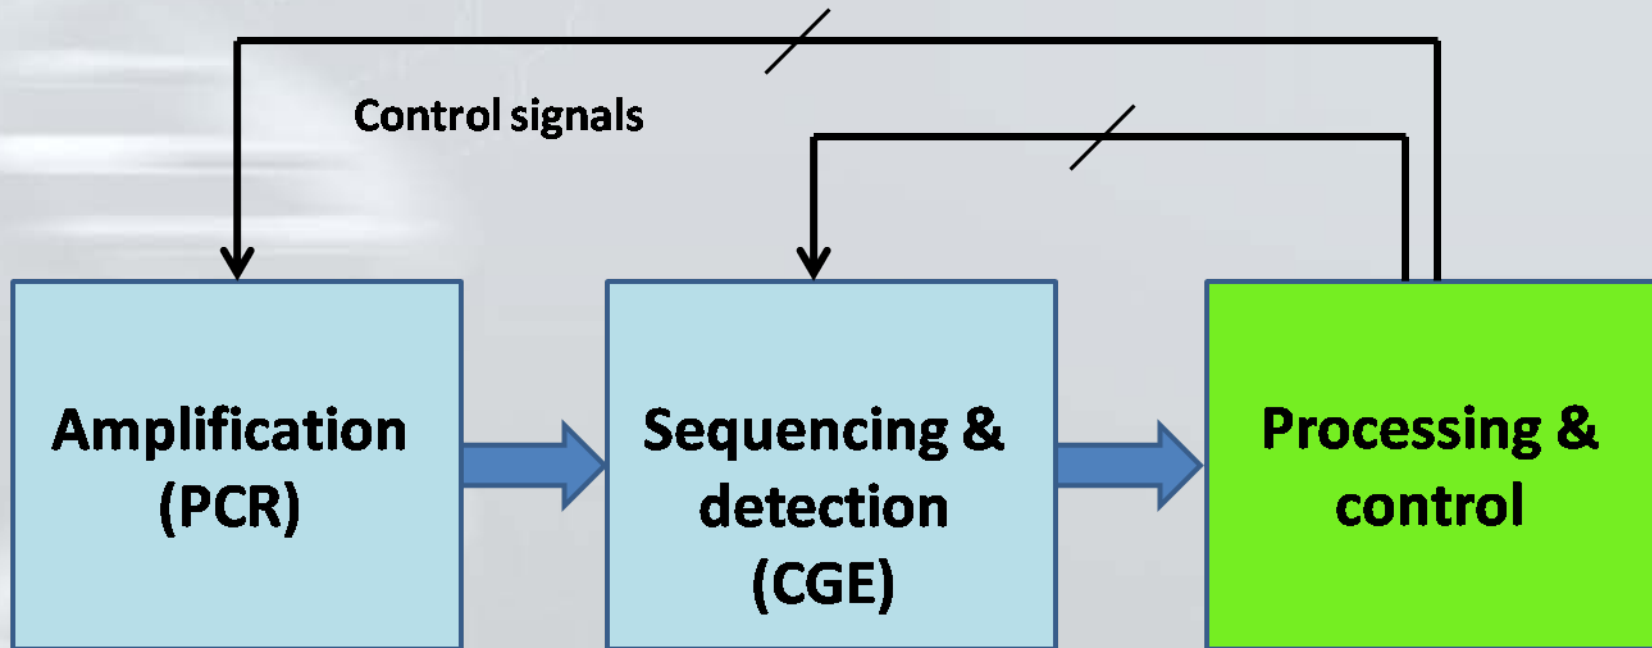 Control signals
Amplification
(PCR)
Sequencing &
detection
(CGE)
Processing &
control